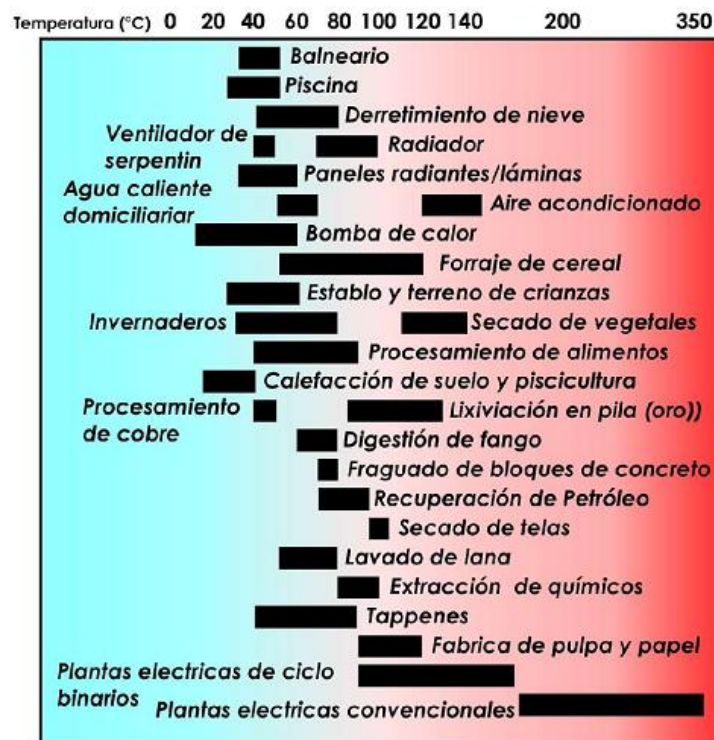 Temperatura (°C) 0 20 40 60 80 100 120 140 200 350
Balneario
Piscina
Derretimiento de nieve
Ventilador de
serpentin
Radiador
Paneles radiantes/láminas
Agua caliente
domiciliariar
Aire acondicionado
Bomba de calor
Forraje de cereal
Establo y terreno de crianzas
Invernaderos
Secado de vegetales
Procesamiento de alimentos
Calefacción de suelo y piscicultura
Procesamiento
de cobre
Lixiviación en pila (oro))
Digestión de fango
Fraguado de bloques de concreto
Recuperación de Petróleo
Secado de telas
Lavado de lana
Extracción de químicos
Tappenes
Fabrica de pulpa y papel
Plantas electricas de ciclo
binarios
Plantas electricas convencionales